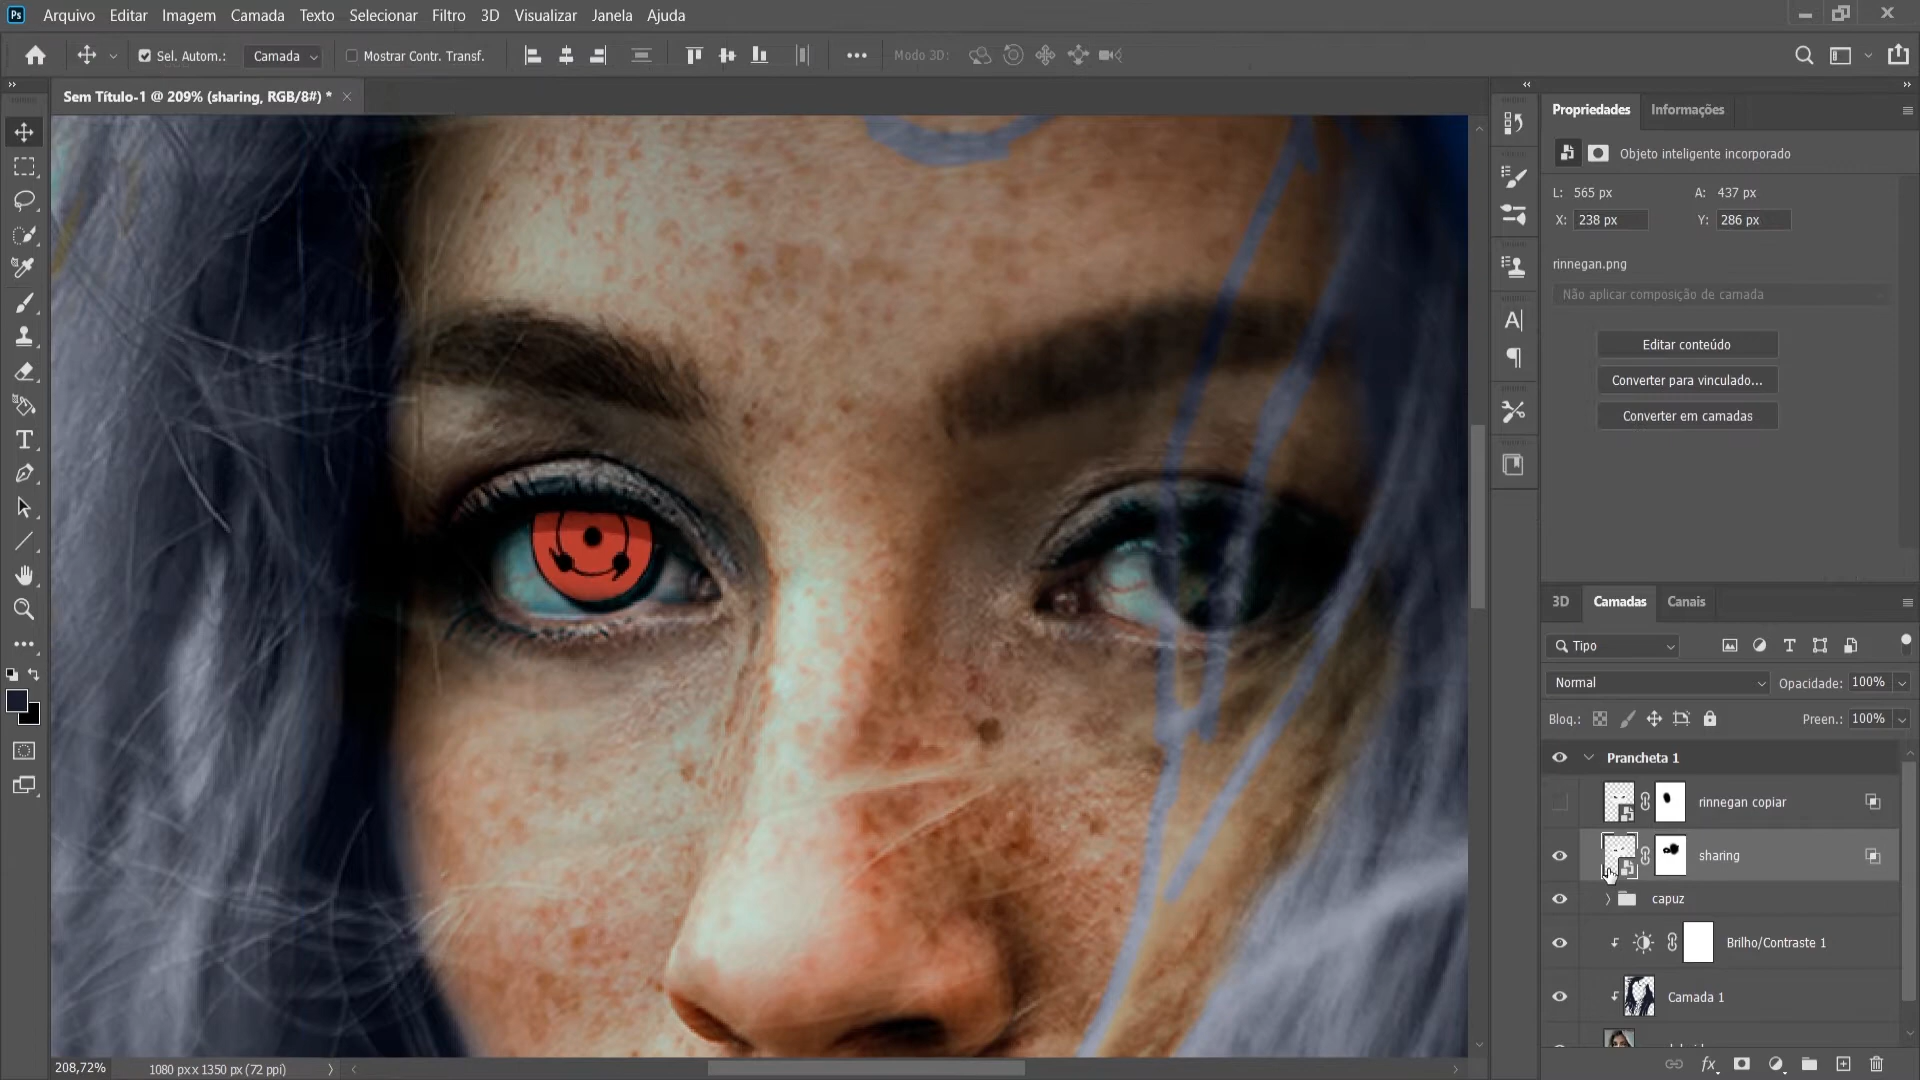 Ps
Arquivo Editar Imagem Camada Texto Selecionar Filtro 3D Visualizar Janela Ajuda
Sel. Autom.: Camada Mostrar Contr. Transf. Modo 3D:
Sem Título-1 @ 209% (sharing, RGB/8#) *
Propriedades Informações
Objeto inteligente incorporado
L: 565 px A: 437 px
X: 238 px Y: 286 px
rinnegan.png
Não aplicar composição de camada
Editar conteúdo
Converter para vinculado...
Converter em camadas
3D Camadas Canais
Tipo
Normal Opacidade: 100%
Bloq.: Preen.: 100%
Prancheta 1
rinnegan copiar
sharing
capuz
Brilho/Contraste 1
Camada 1
208,72% 1080 px x 1350 px (72 ppi)